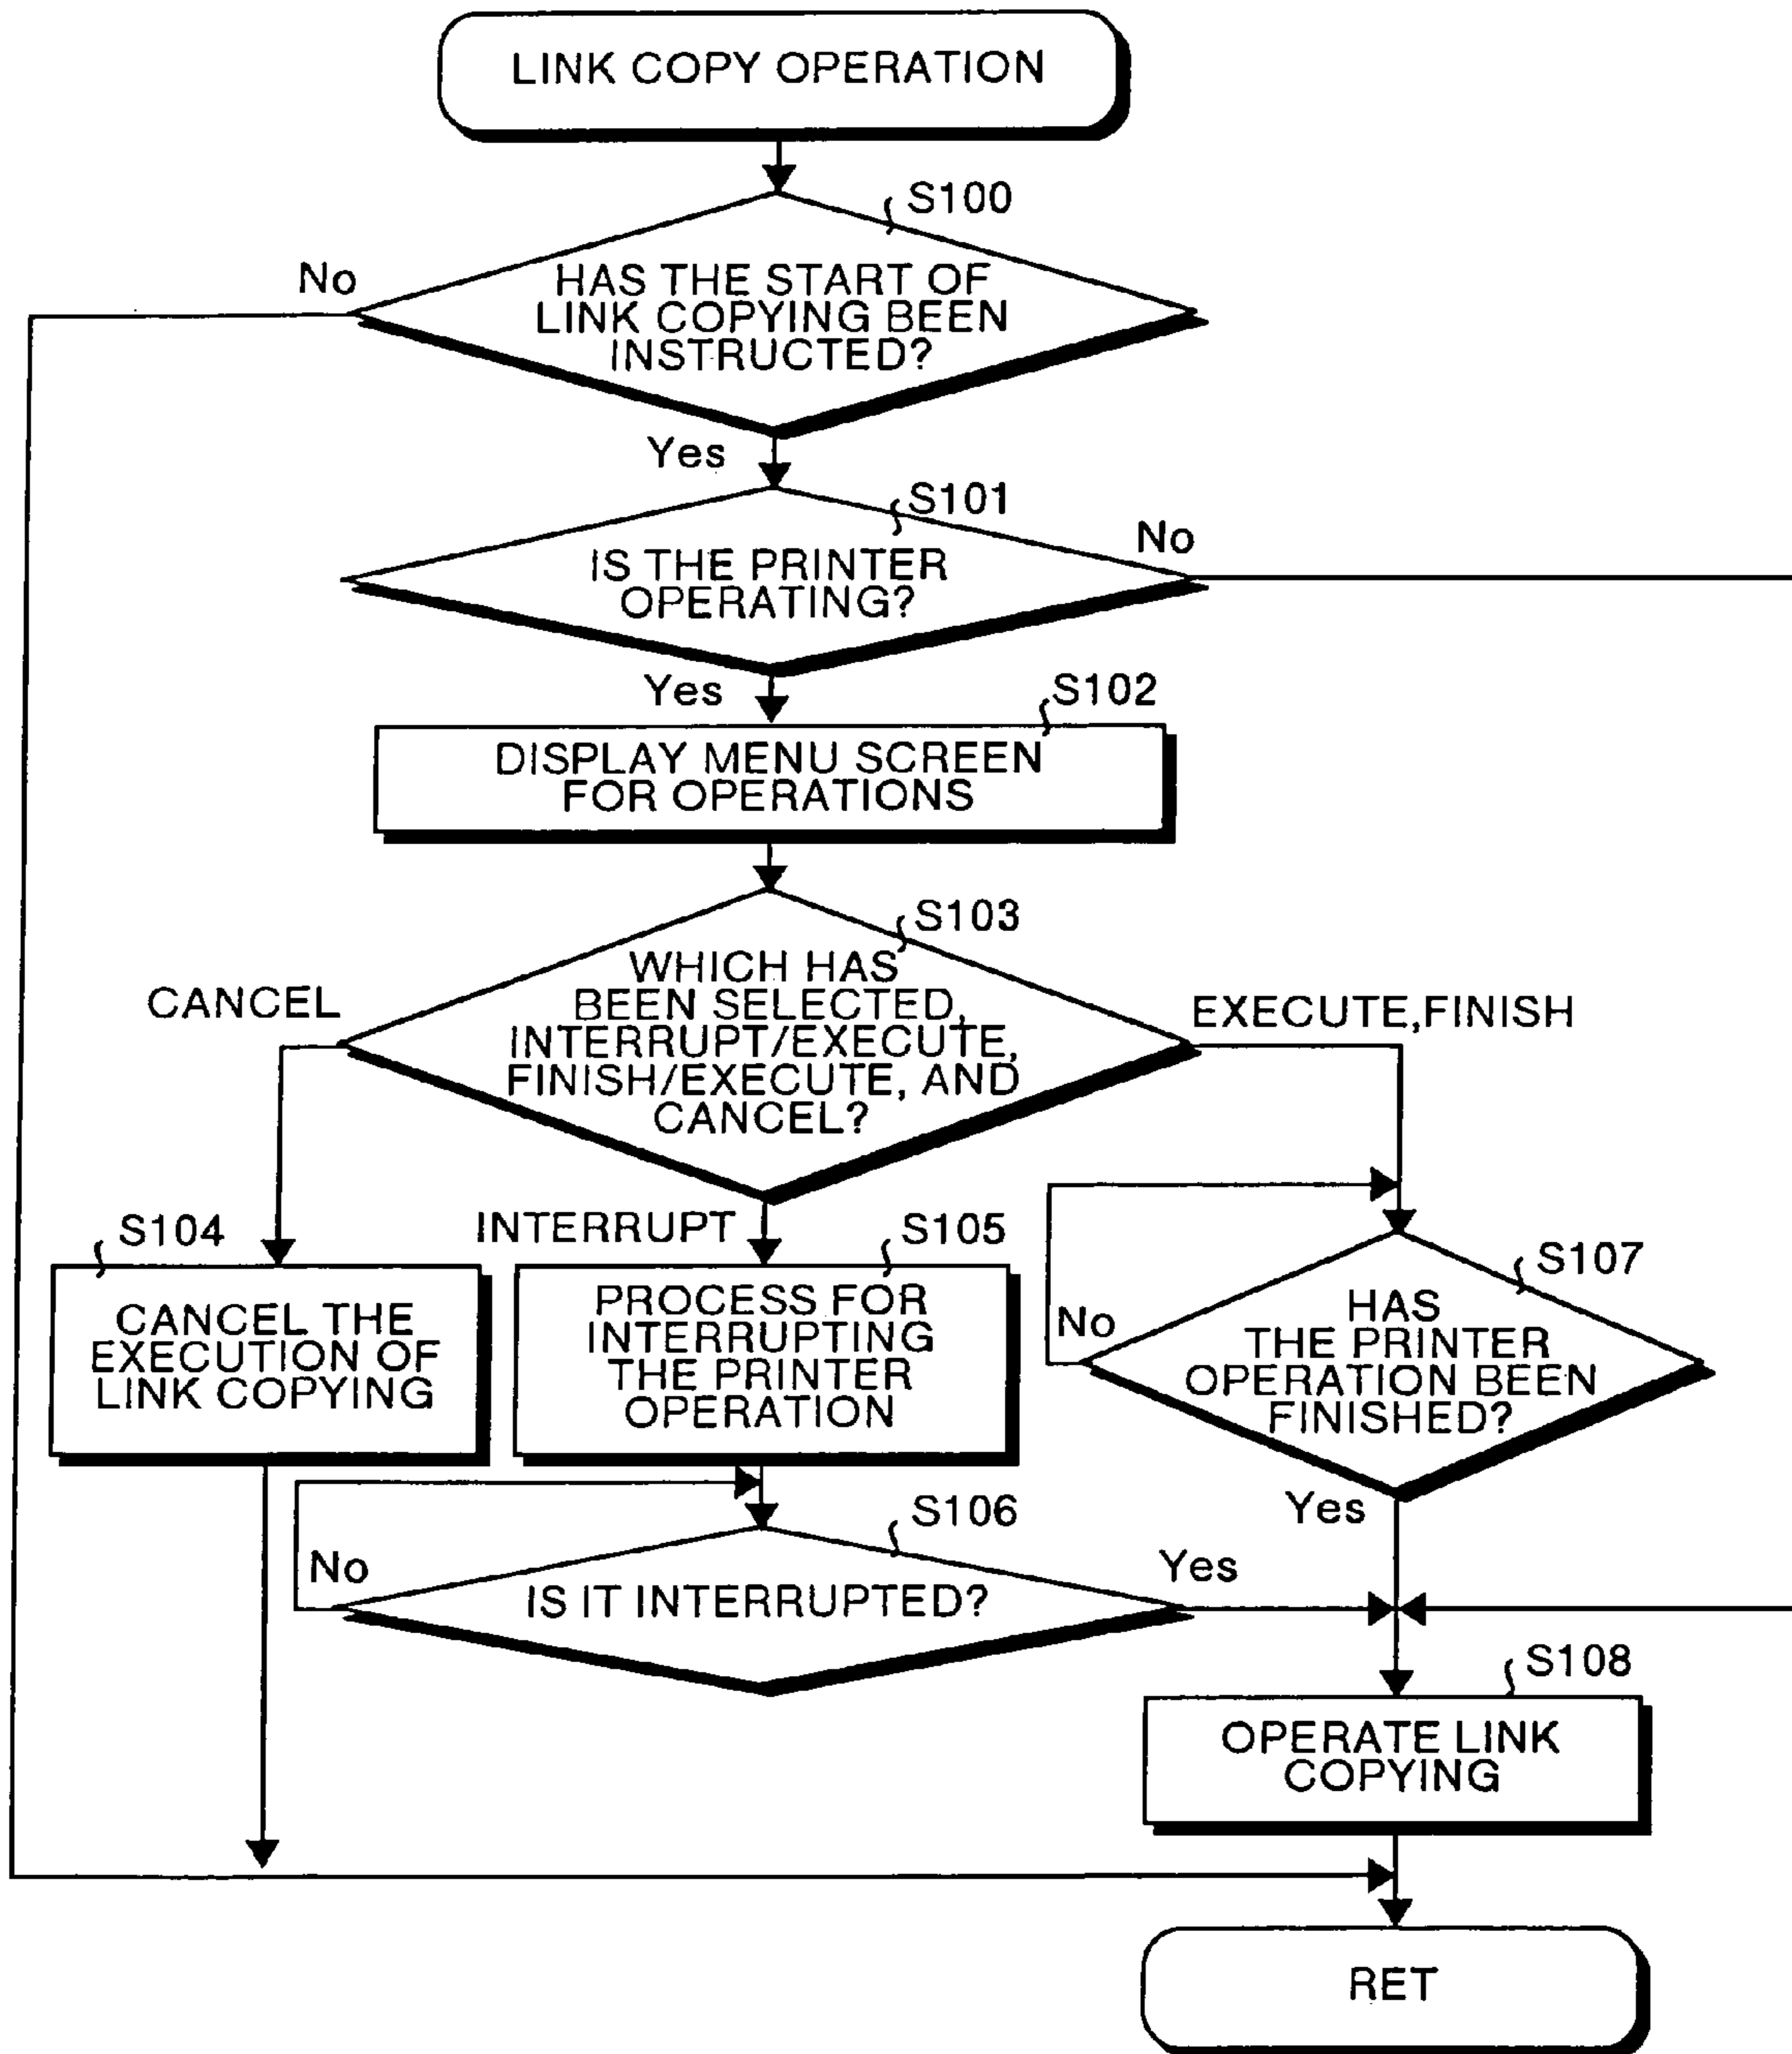 LINK COPY OPERATION
S100
No
HAS THE START OF
LINK COPYING BEEN
INSTRUCTED?
Yes
S101
No
IS THE PRINTER
OPERATING?
Yes
S102
DISPLAY MENU SCREEN
FOR OPERATIONS
S103
WHICH HAS
BEEN SELECTED,
INTERRUPT/EXECUTE,
FINISH/EXECUTE, AND
CANCEL?
CANCEL
EXECUTE,FINISH
INTERRUPT
S104
CANCEL THE
EXECUTION OF
LINK COPYING
S105
PROCESS FOR
INTERRUPTING
THE PRINTER
OPERATION
S107
HAS
THE PRINTER
OPERATION BEEN
FINISHED?
No
Yes
S106
No
IS IT INTERRUPTED?
Yes
S108
OPERATE LINK
COPYING
RET